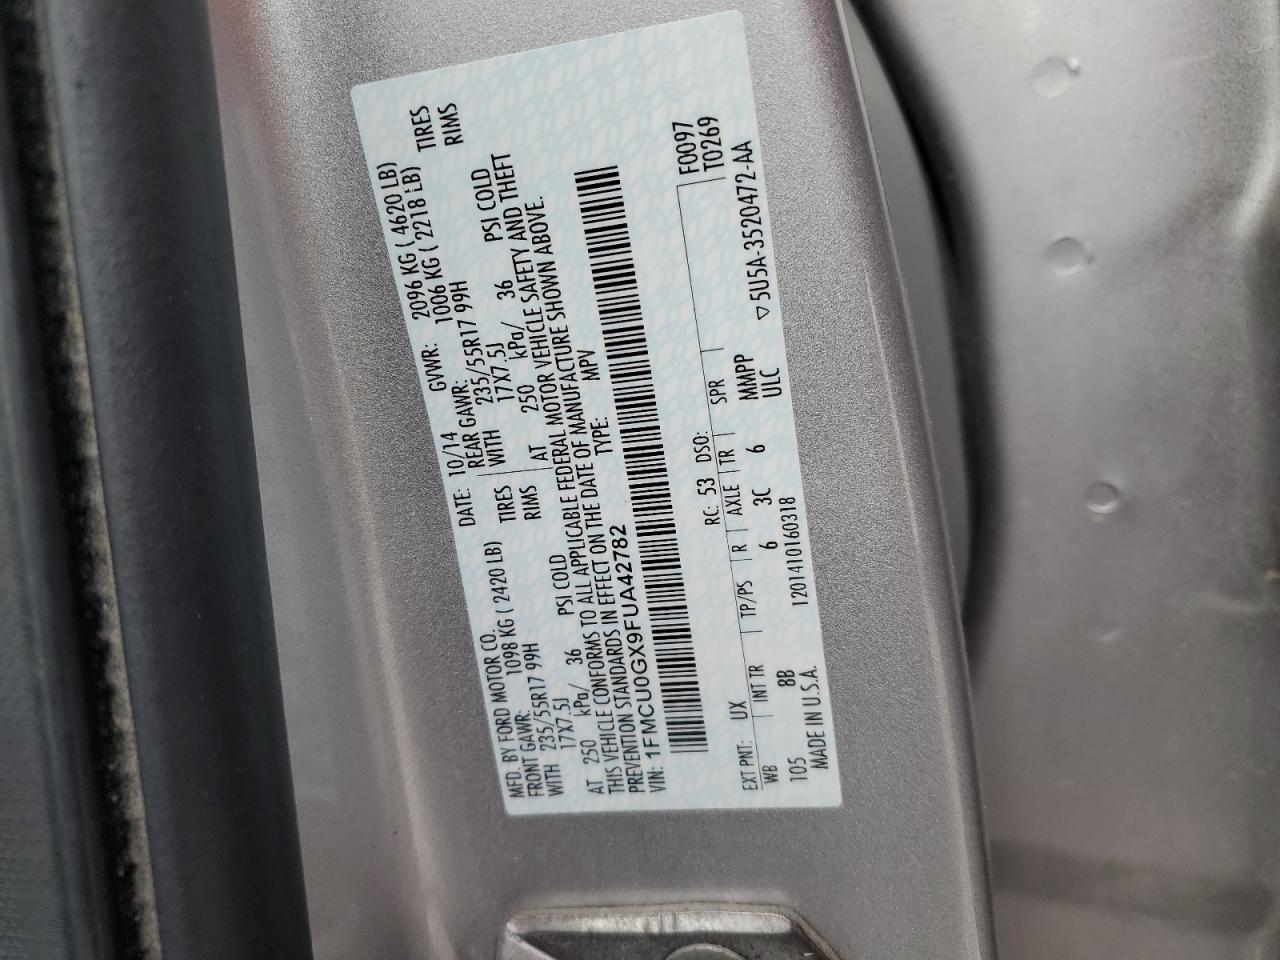 MFD. BY FORD MOTOR CO. DATE: 10/14 GVWR: 2096 KG ( 4620 LB)
FRONT GAWR: 1098 KG ( 2420 LB) REAR GAWR: 1006 KG ( 2218 LB)
WITH 235/55R17 99H TIRES WITH 235/55R17 99H TIRES
17X7.5J RIMS 17X7.5J RIMS
AT 250 kPa/ 36 PSI COLD AT 250 kPa/ 36 PSI COLD
THIS VEHICLE CONFORMS TO ALL APPLICABLE FEDERAL MOTOR VEHICLE SAFETY AND THEFT
PREVENTION STANDARDS IN EFFECT ON THE DATE OF MANUFACTURE SHOWN ABOVE.
VIN: 1FMCU0GX9FUA42782 TYPE: MPV
F0097
RC: 53 DSO: T0269
EXT PNT: UX
WB INT TR TP/PS R AXLE TR SPR
105 8B 6 3C 6 MMPP
MADE IN U.S.A. 1201410160318 ULC ▽5U5A-3520472-AA